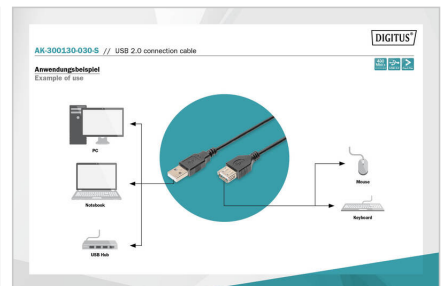 DIGITUS®
AK-300130-030-S // USB 2.0 connection cable
Anwendungsbeispiel
Example of use
480
PC
Notebook
USB Hub
Mouse
Keyboard